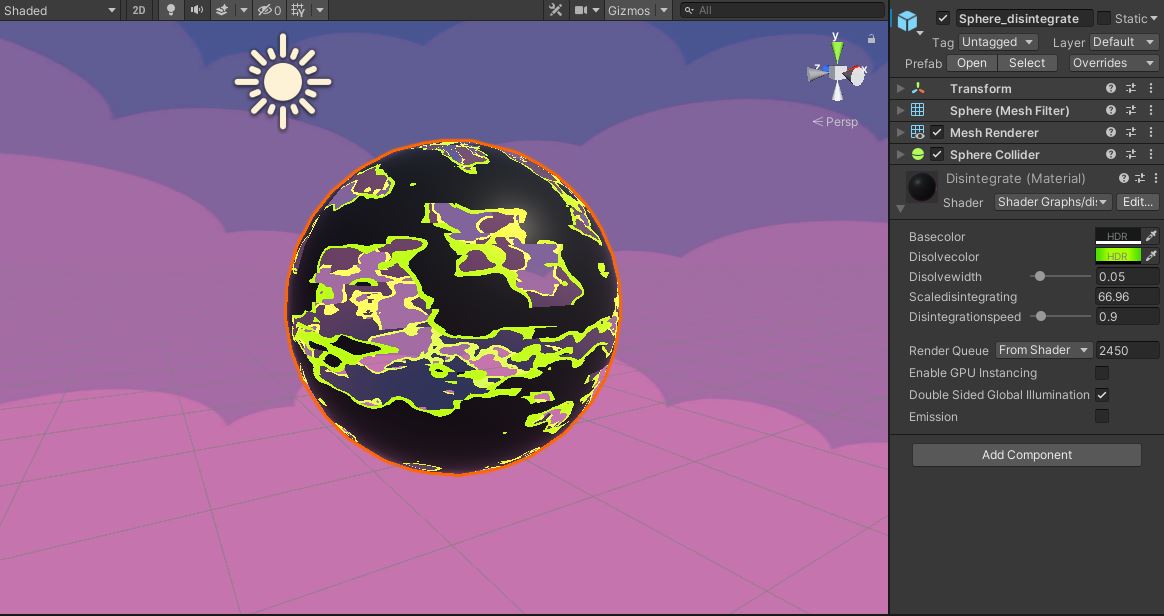 Shaded 2D 0 Gizmos All
y
z x
< Persp
Sphere_disintegrate Static
Tag Untagged Layer Default
Prefab Open Select Overrides
Transform
Sphere (Mesh Filter)
Mesh Renderer
Sphere Collider
Disintegrate (Material)
Shader Shader Graphs/di: Edit...
Basecolor HDR
Disolvecolor HDR
Disolvewidth 0.05
Scaledisintegrating 66.96
Disintegrationspeed 0.9
Render Queue From Shader 2450
Enable GPU Instancing
Double Sided Global Illumination
Emission
Add Component